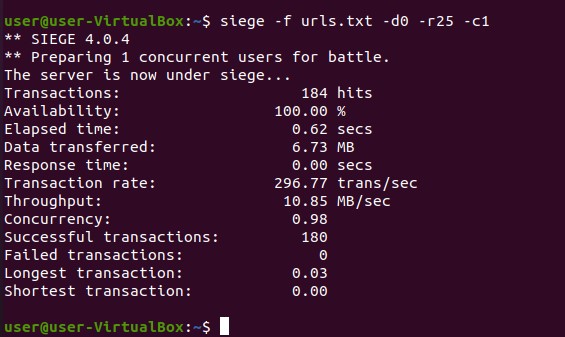 user@user-VirtualBox:~$ siege -f urls.txt -d0 -r25 -c1
** SIEGE 4.0.4
** Preparing 1 concurrent users for battle.
The server is now under siege...
Transactions: 184 hits
Availability: 100.00 %
Elapsed time: 0.62 secs
Data transferred: 6.73 MB
Response time: 0.00 secs
Transaction rate: 296.77 trans/sec
Throughput: 10.85 MB/sec
Concurrency: 0.98
Successful transactions: 180
Failed transactions: 0
Longest transaction: 0.03
Shortest transaction: 0.00
user@user-VirtualBox:~$